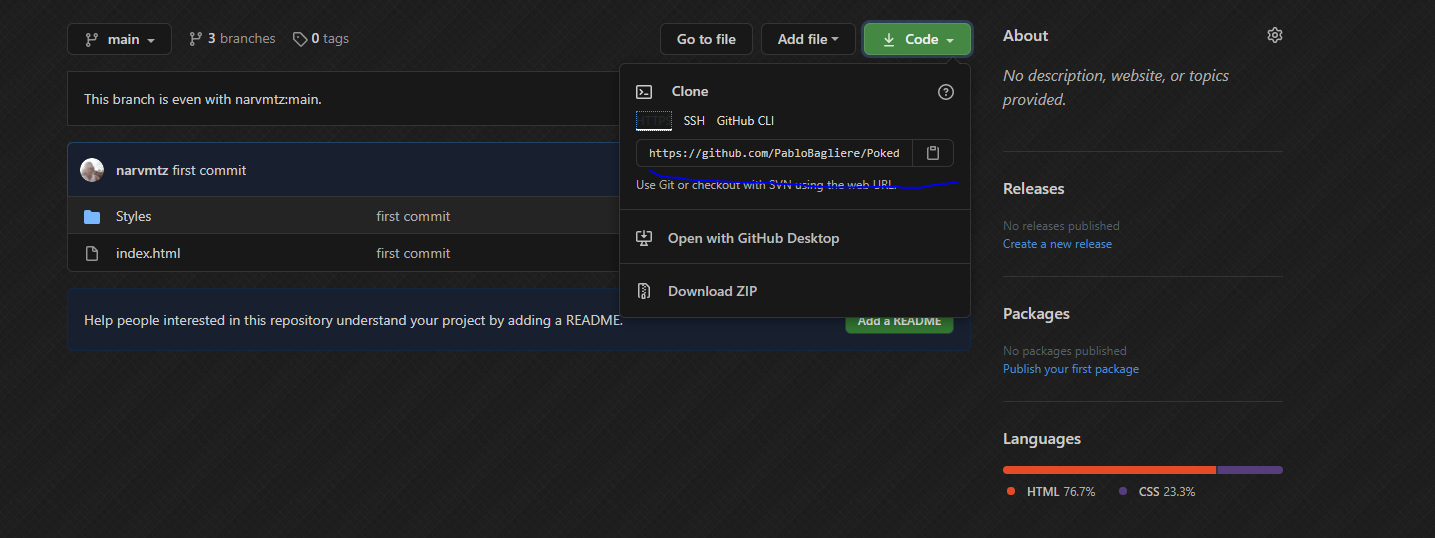 main
3 branches
0 tags
Go to file
Add file
Code
About
No description, website, or topics
provided.
This branch is even with narvmtz:main.
Clone
HTTPS SSH GitHub CLI
https://github.com/PabloBagliere/Poked
Use Git or checkout with SVN using the web URL.
Open with GitHub Desktop
Download ZIP
narvmtz first commit
Styles first commit
index.html first commit
Help people interested in this repository understand your project by adding a README.
Add a README
Releases
No releases published
Create a new release
Packages
No packages published
Publish your first package
Languages
HTML 76.7% CSS 23.3%